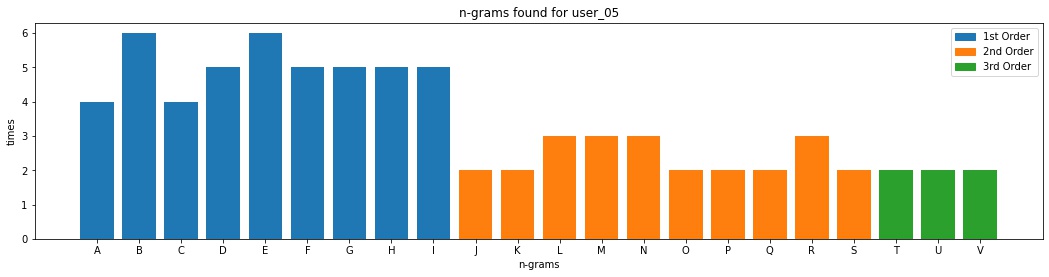 n-grams found for user_05
1st Order
2nd Order
3rd Order
6
5
4
3
2
1
0
times
A B C D E F G H I J K L M N O P Q R S T U V
n-grams